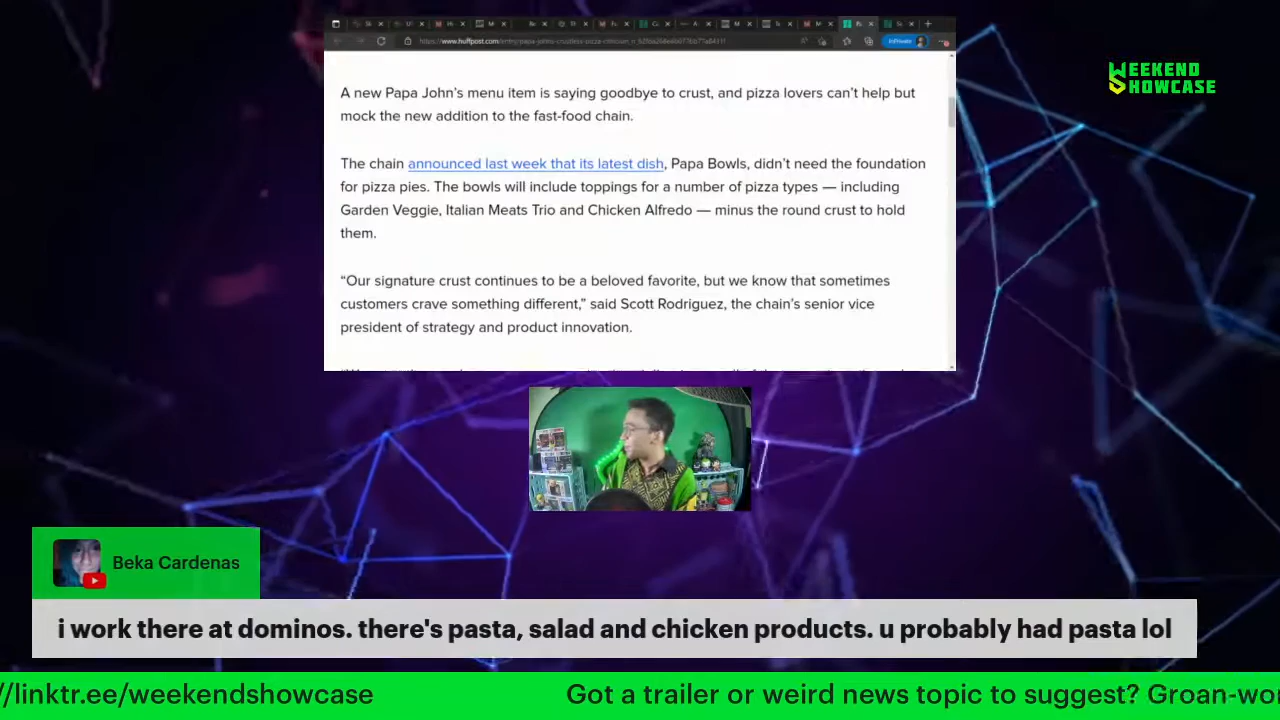 WEEKEND
SHOWCASE
InPrivate
A new Papa John's menu item is saying goodbye to crust, and pizza lovers can't help but
mock the new addition to the fast-food chain.
The chain announced last week that its latest dish, Papa Bowls, didn't need the foundation
for pizza pies. The bowls will include toppings for a number of pizza types — including
Garden Veggie, Italian Meats Trio and Chicken Alfredo — minus the round crust to hold
them.
“Our signature crust continues to be a beloved favorite, but we know that sometimes
customers crave something different,” said Scott Rodriguez, the chain's senior vice
president of strategy and product innovation.
Beka Cardenas
i work there at dominos. there's pasta, salad and chicken products. u probably had pasta lol
//linktr.ee/weekendshowcase
Got a trailer or weird news topic to suggest? Groan-wor